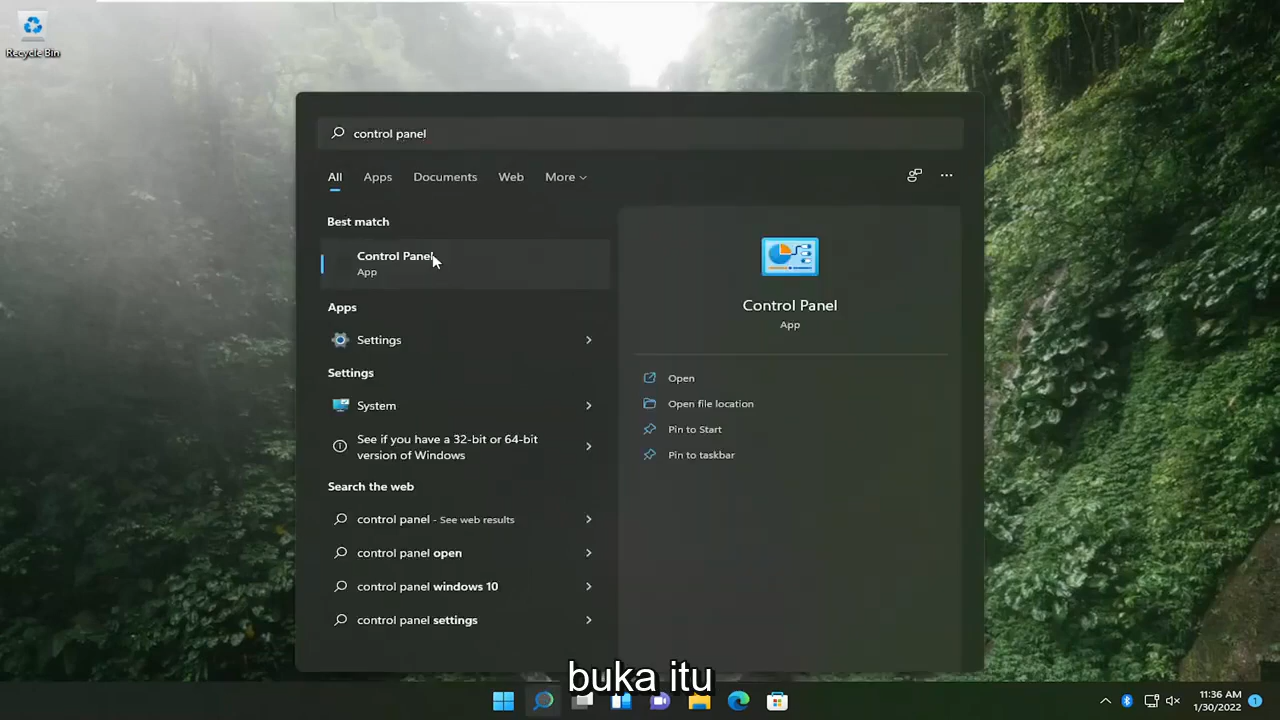 Recycle Bin
control panel
All Apps Documents Web More
Best match
Control Panel
App
Apps
Settings
Settings
System
See if you have a 32-bit or 64-bit
version of Windows
Search the web
control panel - See web results
control panel open
control panel windows 10
control panel settings
Control Panel
App
Open
Open file location
Pin to Start
Pin to taskbar
buka itu
11:36 AM
1/30/2022
1